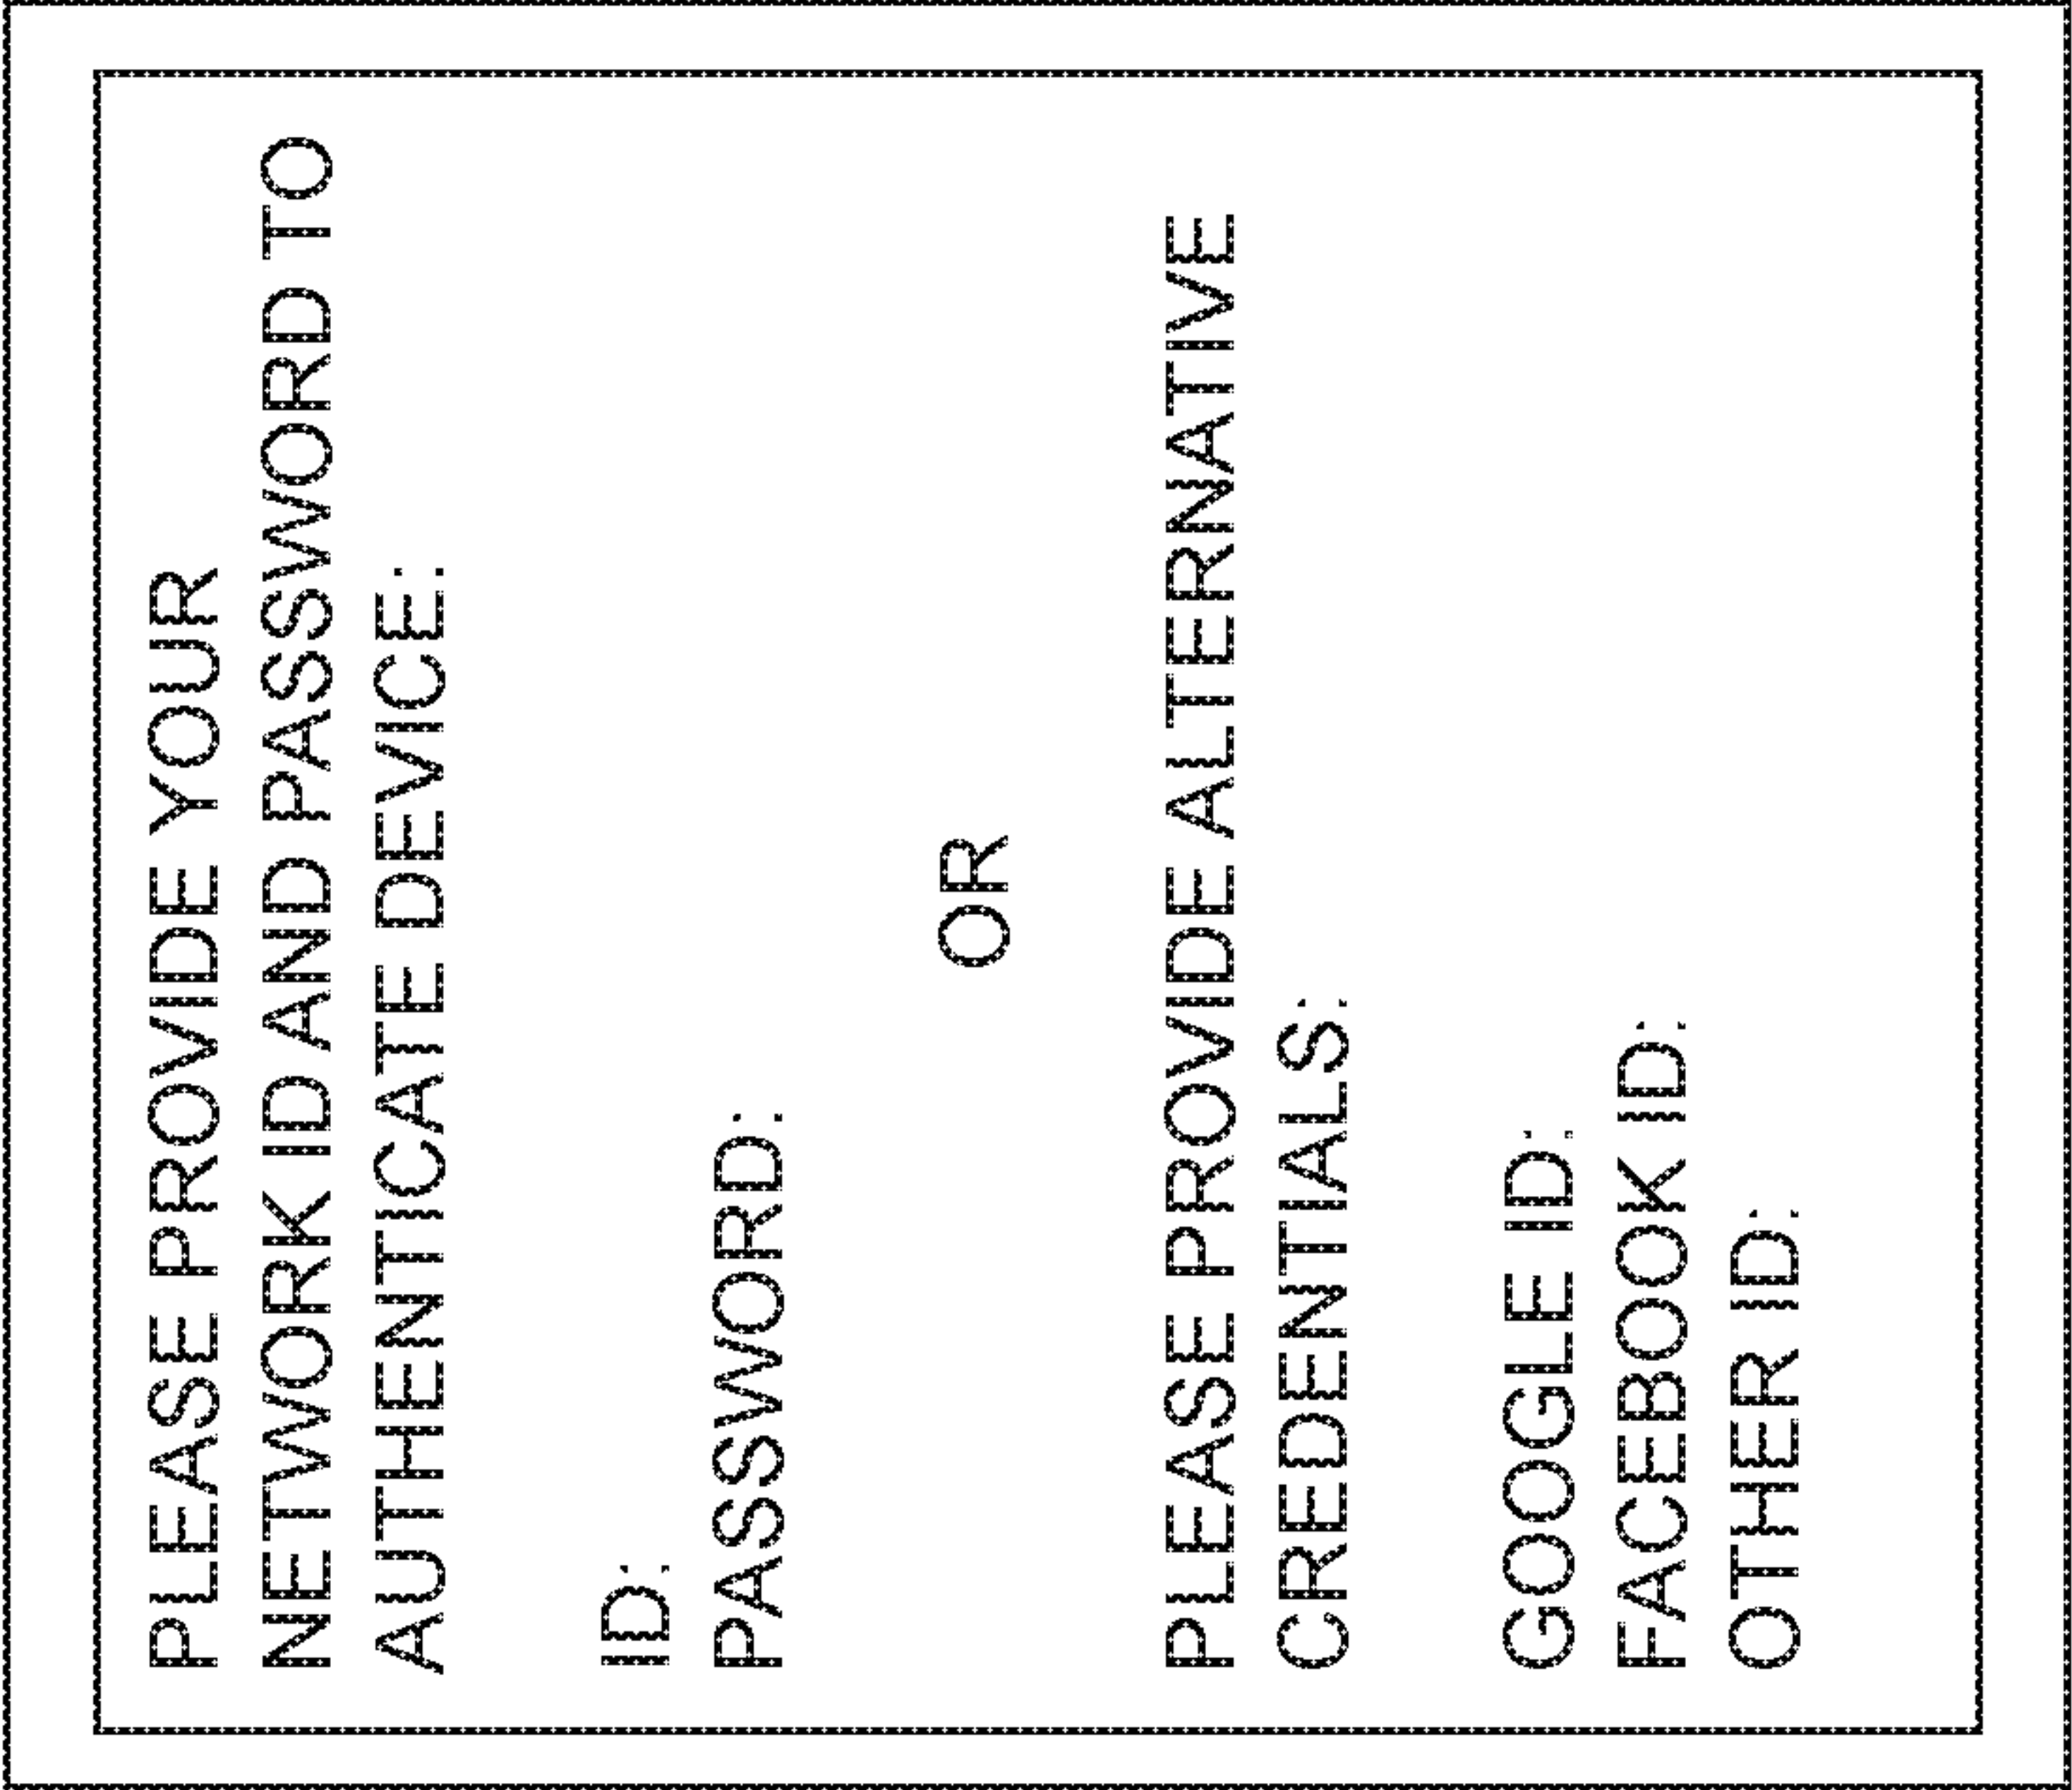 PLEASE PROVIDE YOUR
NETWORK ID AND PASSWORD TO
AUTHENTICATE DEVICE:
ID:
PASSWORD:
OR
PLEASE PROVIDE ALTERNATIVE
CREDENTIALS:
GOOGLE ID:
FACEBOOK ID:
OTHER ID: